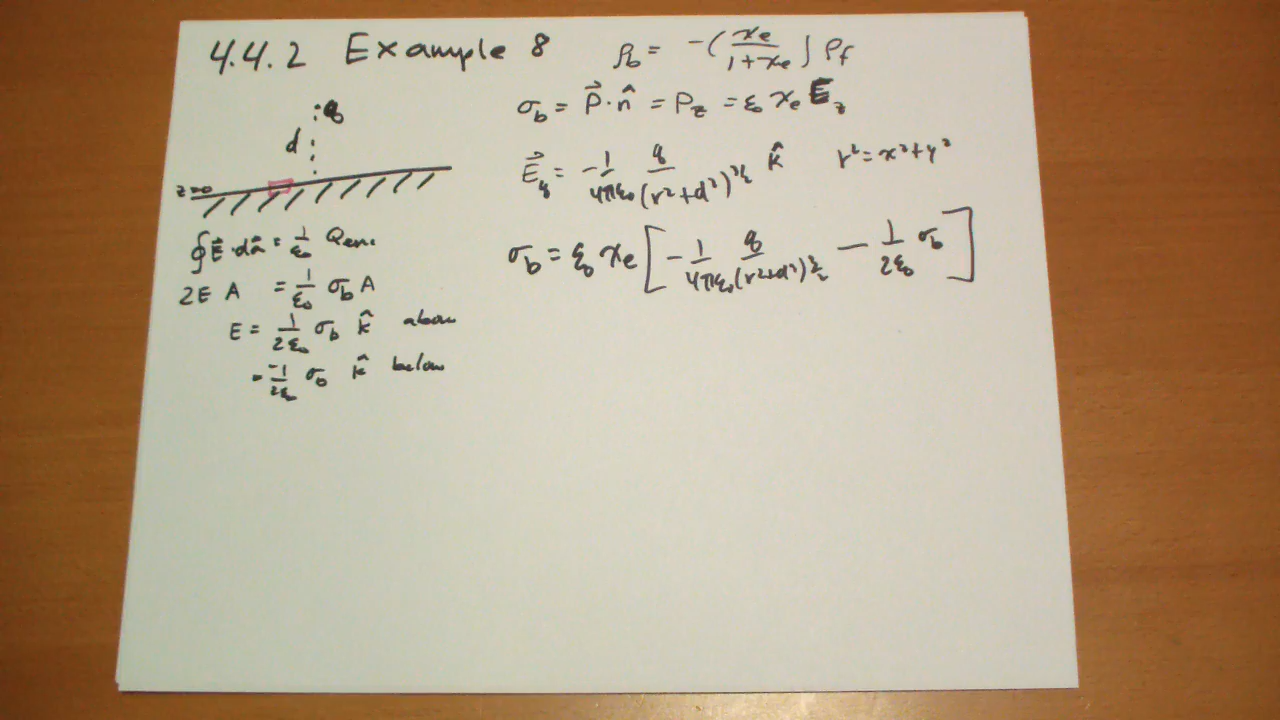 4.4.2 Example 8
ρb = -(χe/(1+χe)) ρf
q
d
z=0
σb = P⃗·n̂ = Pz = ε0 χe Ez
E⃗q = -1/(4πε0) q/(r²+d²)^(3/2) k̂    r²=x²+y²
σb = ε0 χe [ -1/(4πε0) q/(r²+d²)^(3/2) - 1/(2ε0) σb ]
∮E⃗·dâ = 1/ε0 Qenc
2E A = 1/ε0 σb A
E = 1/(2ε0) σb k̂ above
= -1/(2ε0) σb k̂ below